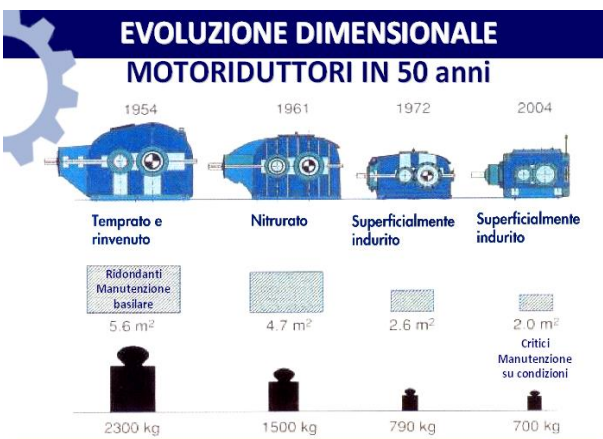 EVOLUZIONE DIMENSIONALE
MOTORIDUTTORI IN 50 anni
1954
1961
1972
2004
Temprato e
rinvenuto
Nitrurato
Superficialmente
indurito
Superficialmente
indurito
Ridondanti
Manutenzione
basilare
5.6 m²
4.7 m²
2.6 m²
2.0 m²
Critici
Manutenzione
su condizioni
2300 kg
1500 kg
790 kg
700 kg